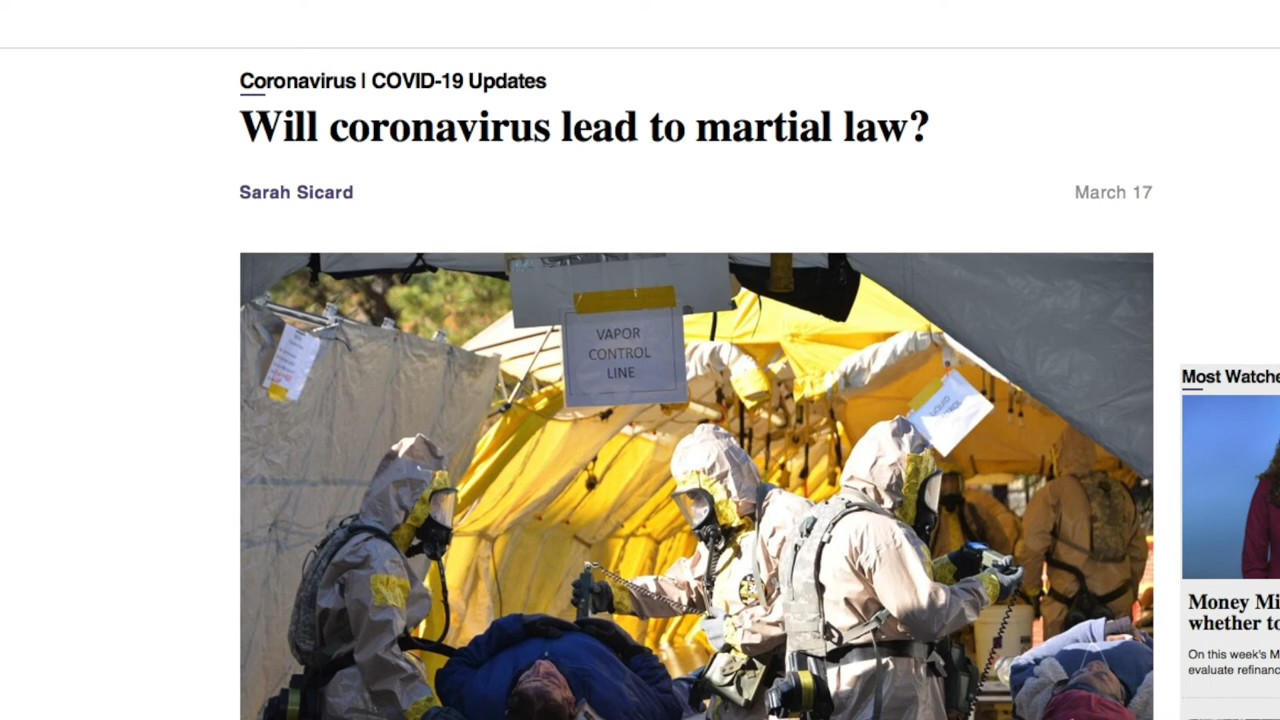 Coronavirus | COVID-19 Updates
Will coronavirus lead to martial law?
Sarah Sicard
March 17
VAPOR
CONTROL
LINE
Most Watche
Money Mi
whether to
On this week's M
evaluate refinanc